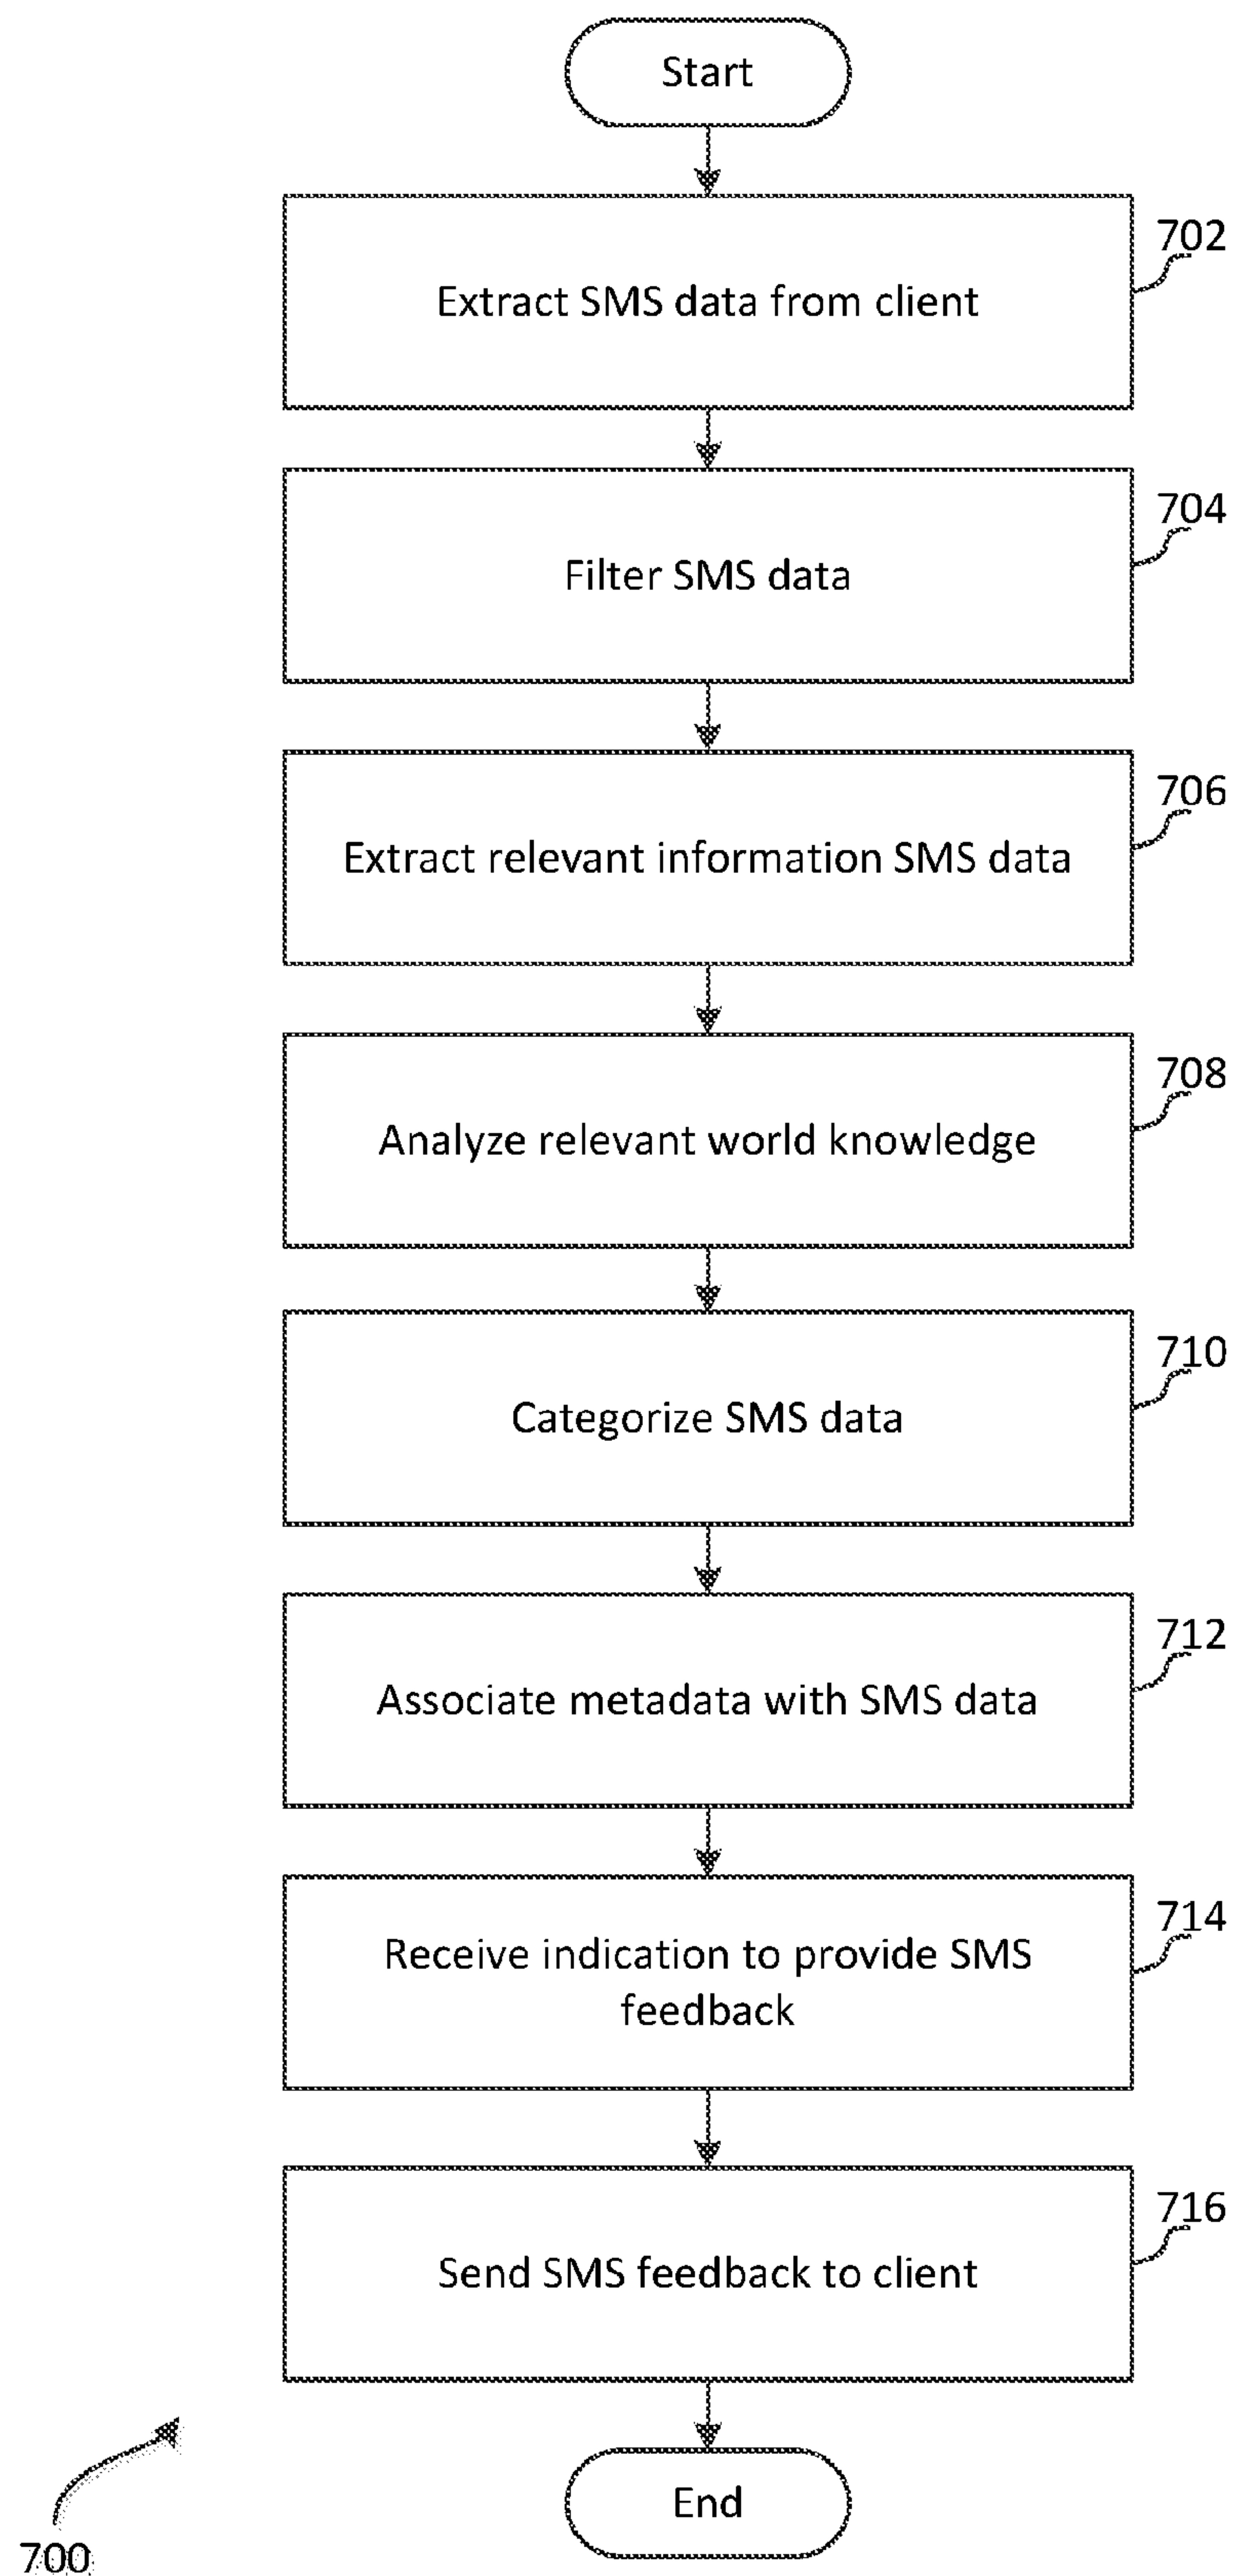 Start
702
Extract SMS data from client
704
Filter SMS data
706
Extract relevant information SMS data
708
Analyze relevant world knowledge
710
Categorize SMS data
712
Associate metadata with SMS data
714
Receive indication to provide SMS
feedback
716
Send SMS feedback to client
End
700